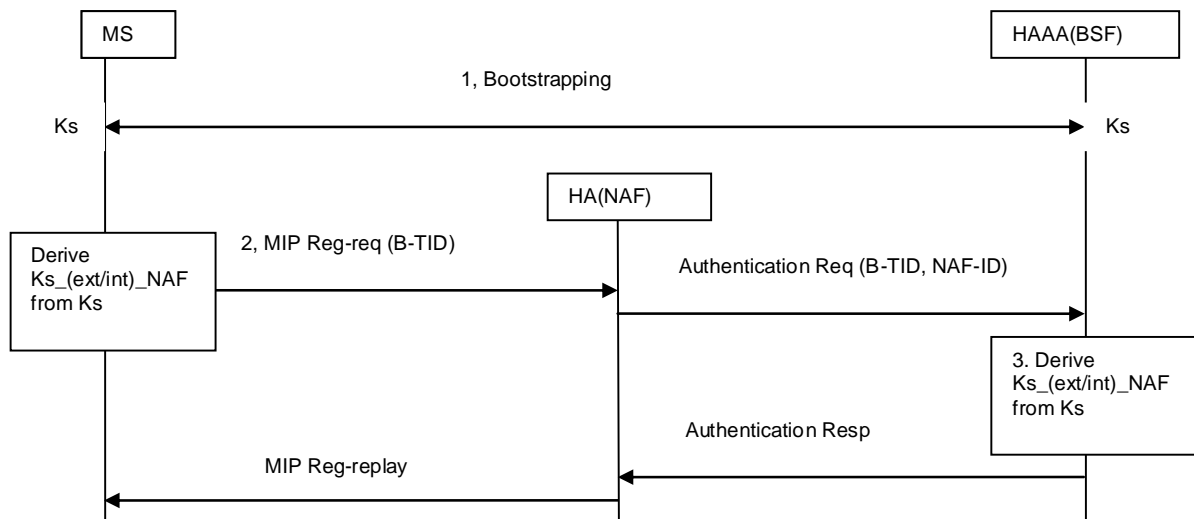 MS
HAAA(BSF)
1, Bootstrapping
Ks
Ks
HA(NAF)
Derive
Ks_(ext/int)_NAF
from Ks
2, MIP Reg-req (B-TID)
Authentication Req (B-TID, NAF-ID)
3. Derive
Ks_(ext/int)_NAF
from Ks
Authentication Resp
MIP Reg-replay